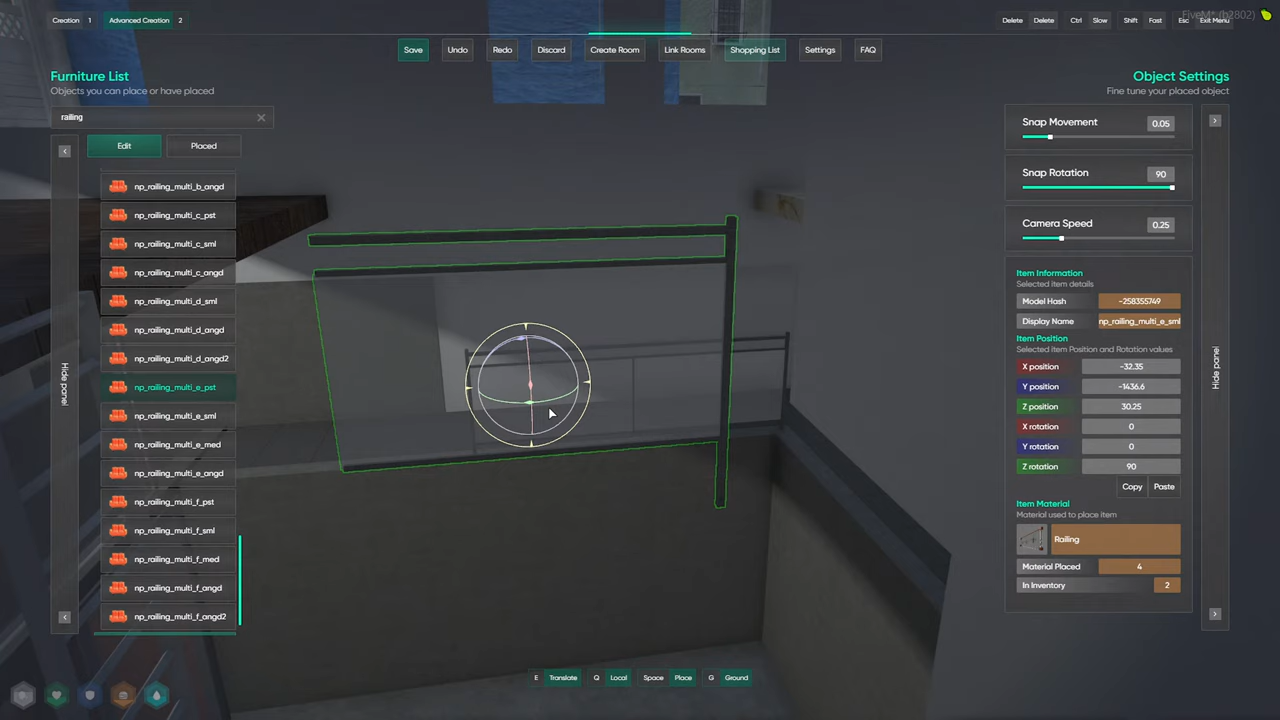 Creation 1 Advanced Creation 2
Delete Delete Ctrl Slow Shift Fast Esc Exit Menu
FiveM* (b2802)
Save Undo Redo Discard Create Room Link Rooms Shopping List Settings FAQ
Furniture List
Objects you can place or have placed
railing
Edit Placed
Hide panel
np_railing_multi_b_angd
np_railing_multi_c_pst
np_railing_multi_c_sml
np_railing_multi_c_angd
np_railing_multi_d_sml
np_railing_multi_d_angd
np_railing_multi_d_angd2
np_railing_multi_e_pst
np_railing_multi_e_sml
np_railing_multi_e_med
np_railing_multi_e_angd
np_railing_multi_f_pst
np_railing_multi_f_sml
np_railing_multi_f_med
np_railing_multi_f_angd
np_railing_multi_f_angd2
Object Settings
Fine tune your placed object
Snap Movement 0.05
Snap Rotation 90
Camera Speed 0.25
Item Information
Selected item details
Model Hash -258355749
Display Name np_railing_multi_e_sml
Item Position
Selected item Position and Rotation values
X position -32.35
Y position -1436.6
Z position 30.25
X rotation 0
Y rotation 0
Z rotation 90
Copy Paste
Item Material
Material used to place item
Railing
Material Placed 4
In Inventory 2
Hide panel
E Translate Q Local Space Place G Ground